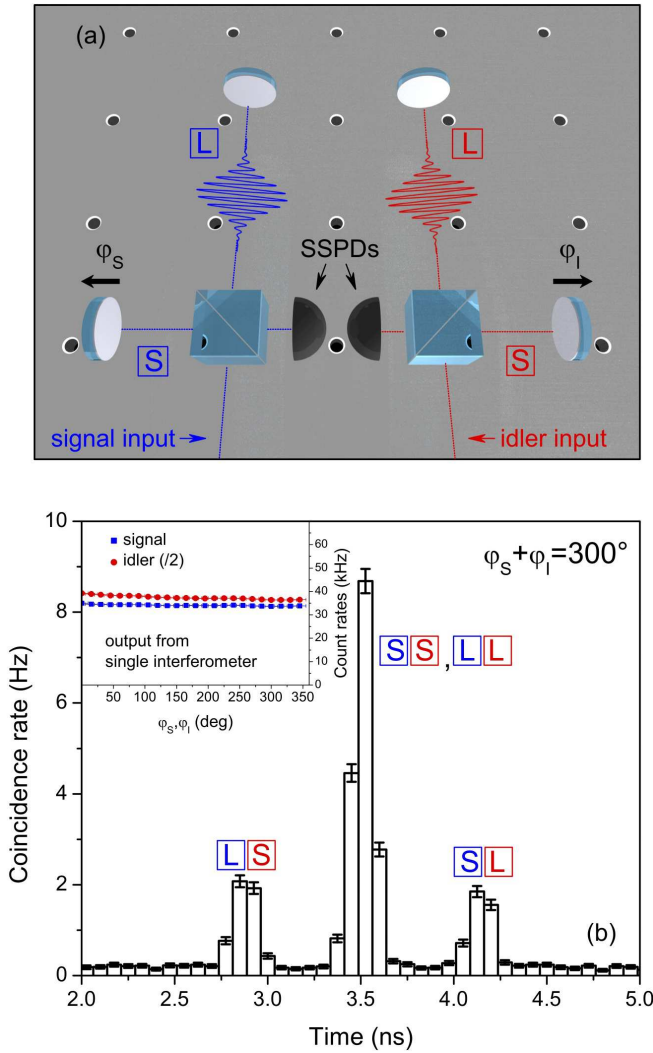 (a)
L
L
SSPDs
φS
φI
S
S
signal input
idler input
10
8
6
4
2
0
Coincidence rate (Hz)
signal
idler (/2)
output from
single interferometer
60
50
40
30
20
10
0
Count rates (kHz)
50 100 150 200 250 300 350
φS,φI (deg)
φS+φI=300°
S S , L L
L S
S L
(b)
2.0 2.5 3.0 3.5 4.0 4.5 5.0
Time (ns)